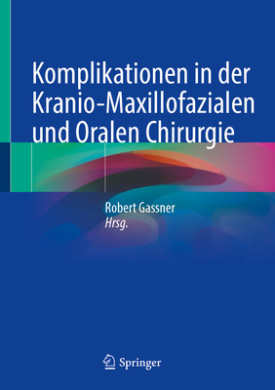 Komplikationen in der
Kranio-Maxillofazialen
und Oralen Chirurgie
Robert Gassner
Hrsg.
Springer